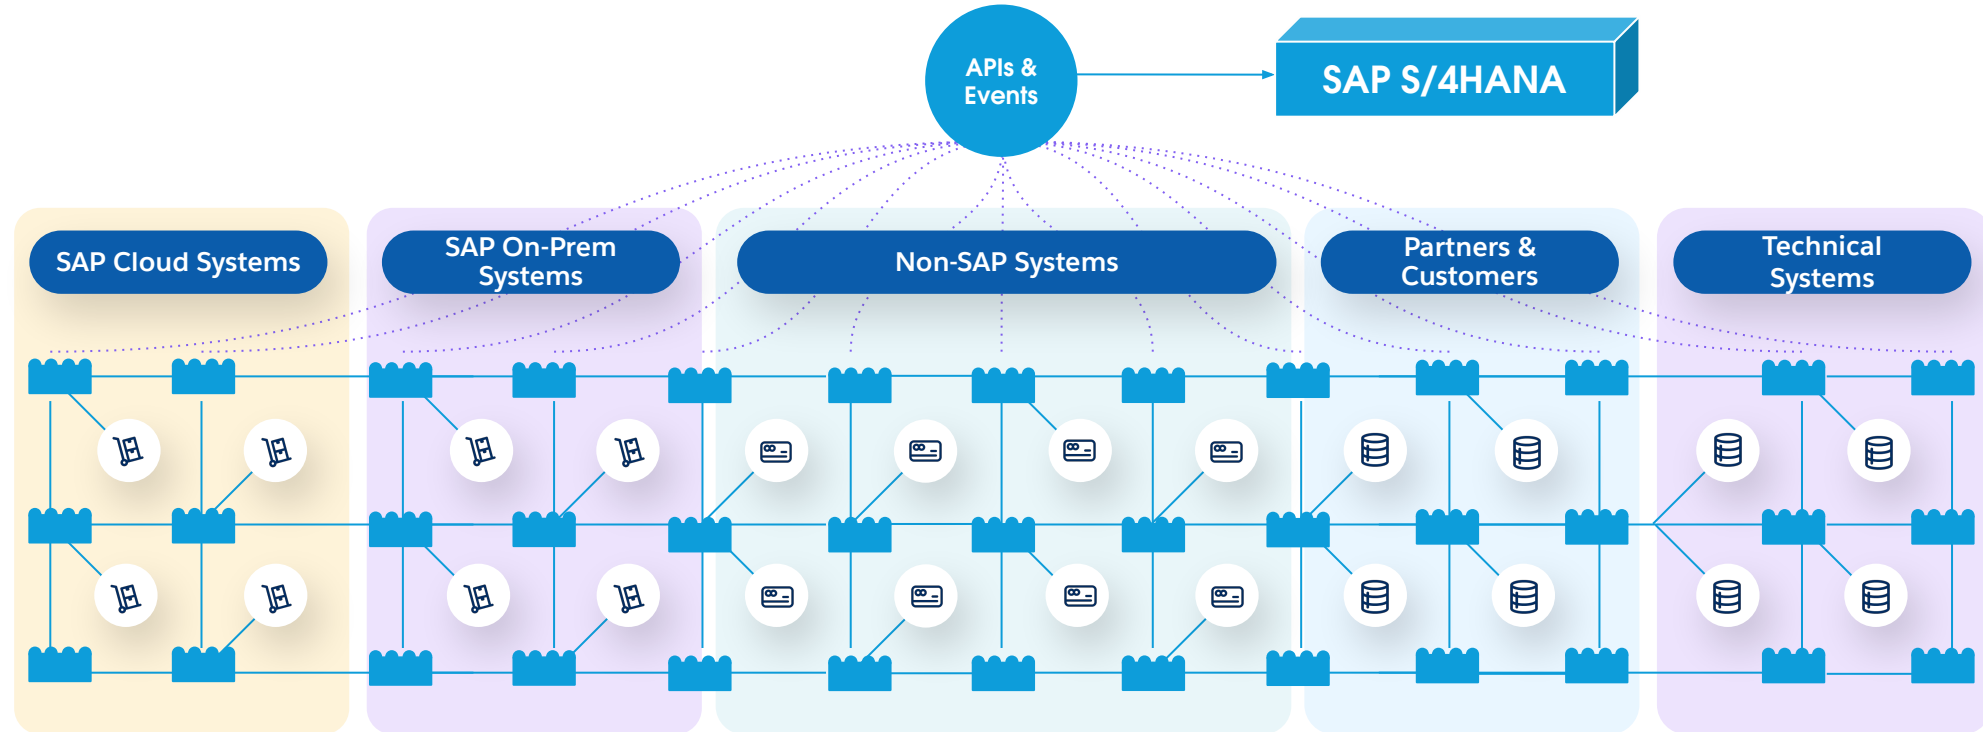 APIs &
Events
SAP S/4HANA
SAP Cloud Systems
SAP On-Prem
Systems
Non-SAP Systems
Partners &
Customers
Technical
Systems